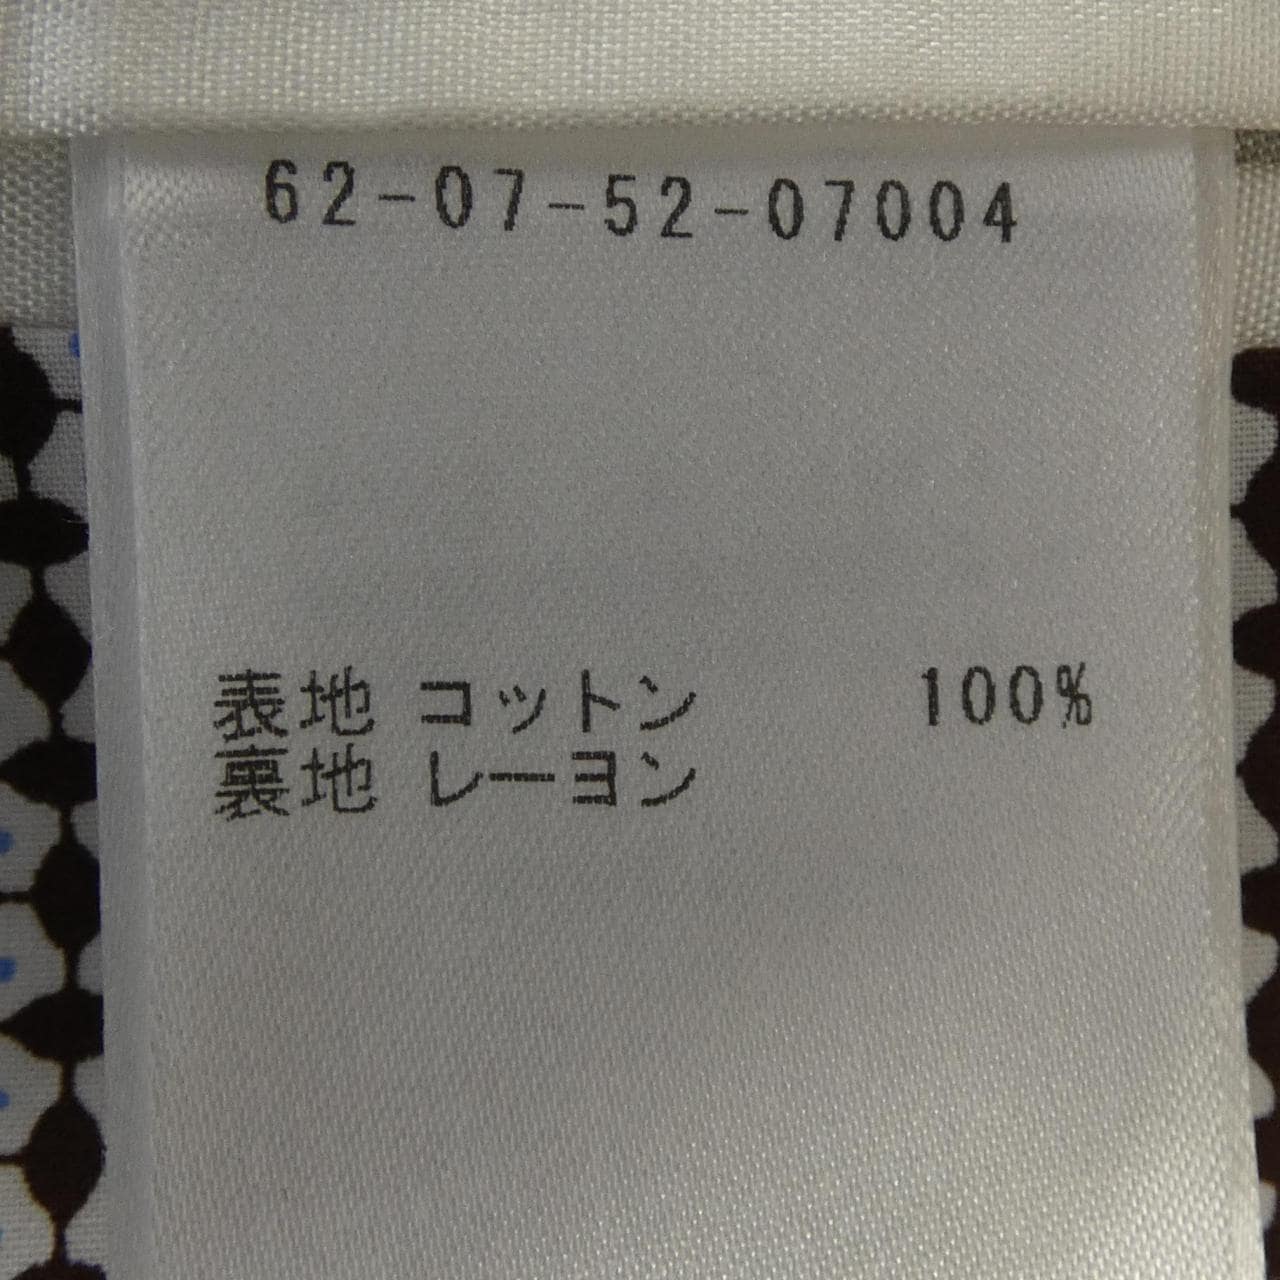 62-07-52-07004
表地 コットン 100%
裏地 レーヨン